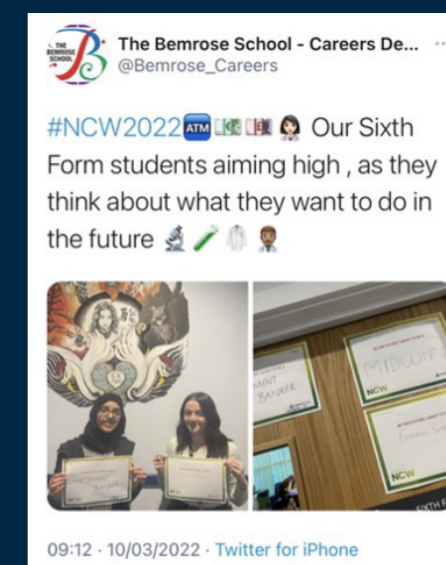 THE
BEMROSE
SCHOOL
The Bemrose School - Careers De...
@Bemrose_Careers
#NCW2022 ATM Our Sixth
Form students aiming high , as they
think about what they want to do in
the future
MENT
BANKER
MIDWIFE
NCW
NCW
SIXTH F
09:12 · 10/03/2022 · Twitter for iPhone